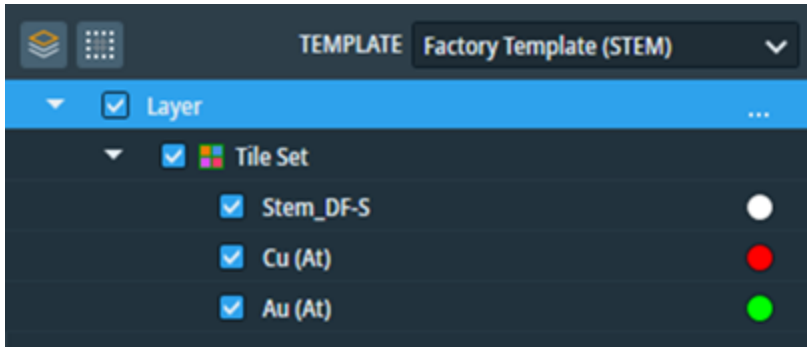 TEMPLATE Factory Template (STEM)
Layer ...
Tile Set
Stem_DF-S
Cu (At)
Au (At)